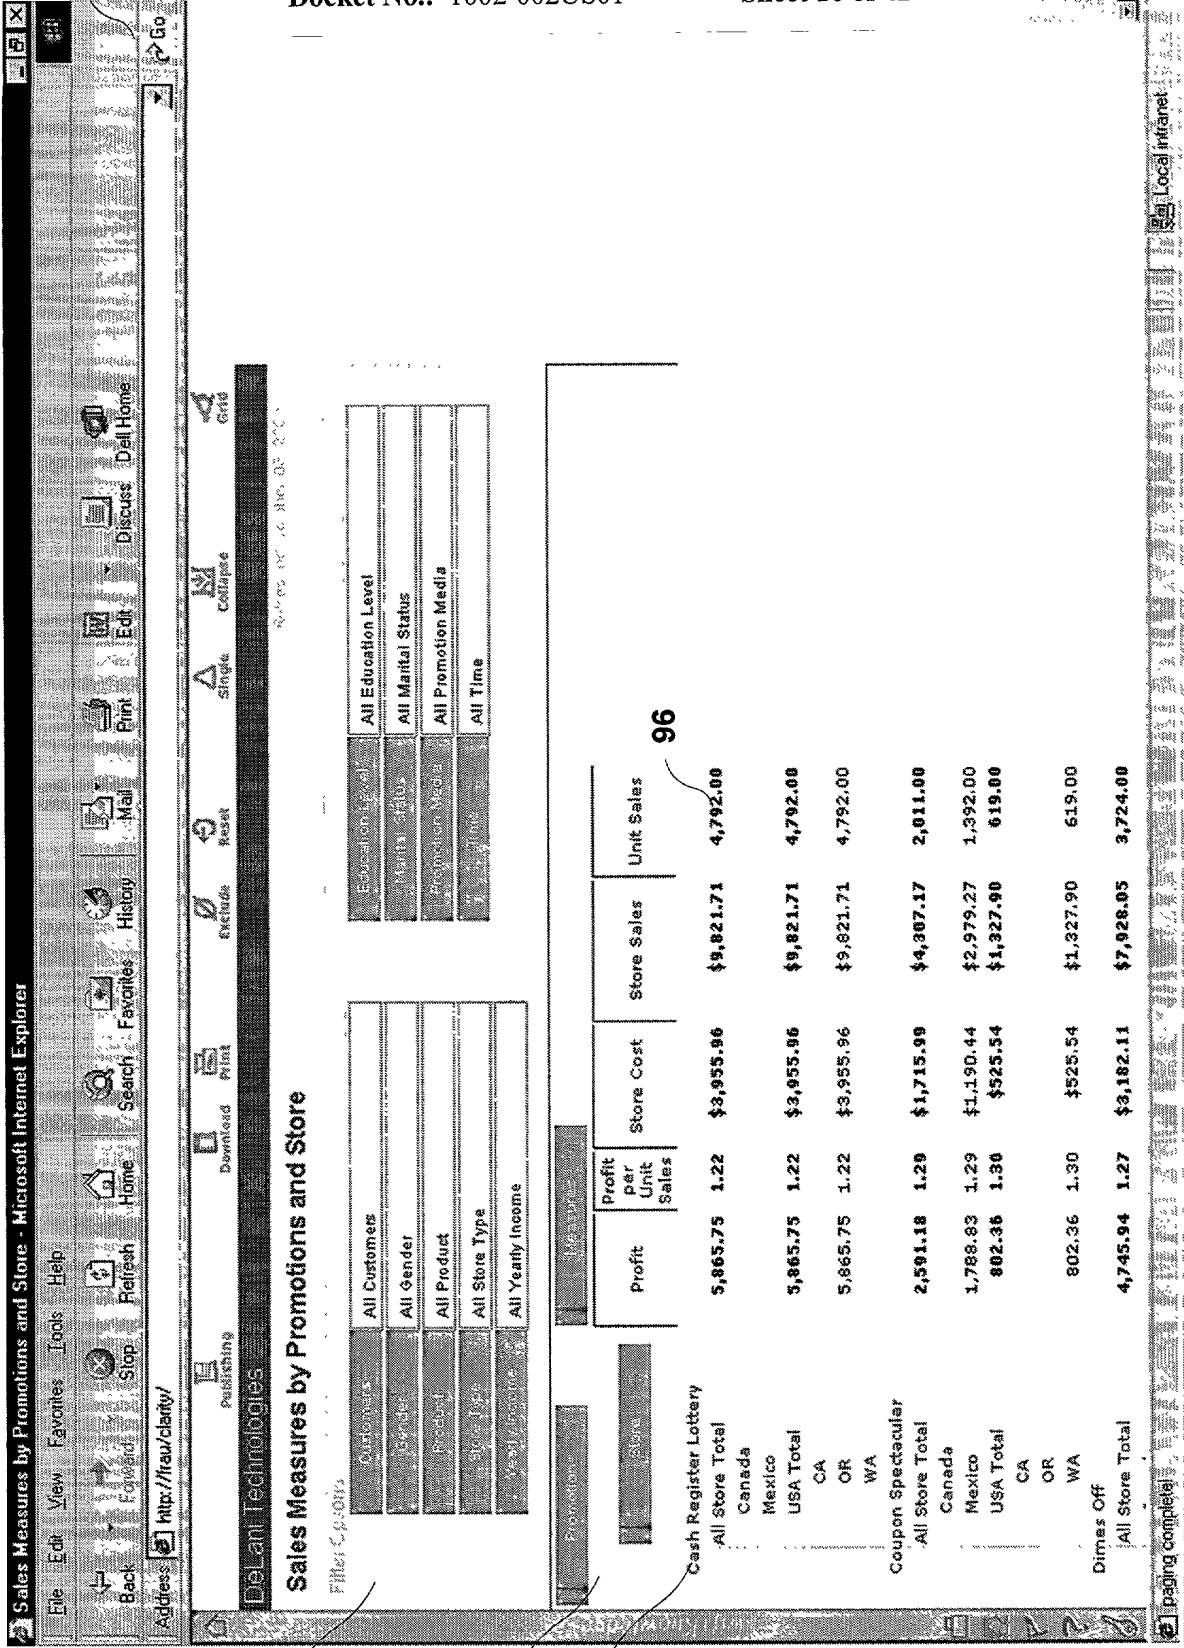 Docket No.: 1002-002US01
Sales Measures by Promotions and Store - Microsoft Internet Explorer
File Edit View Favorites Tools Help
Back Forward Stop Refresh Home Search Favorites History Mail Print Edit Discuss Dell Home
Address http://frau/clarity/ Go
Publishing Download Print Exclude Reset Single Collapse Grid
DeLani Technologies
Sales Measures by Promotions and Store
Filter Options
Customers All Customers Education Level All Education Level
Gender All Gender Marital Status All Marital Status
Product All Product Promotion Media All Promotion Media
Store Type All Store Type Time All Time
Yearly Income All Yearly Income
Promotions Measures
Store Profit Profit per Unit Sales Store Cost Store Sales Unit Sales
96
Cash Register Lottery
All Store Total 5,865.75 1.22 $3,955.96 $9,821.71 4,792.00
Canada
Mexico
USA Total 5,865.75 1.22 $3,955.96 $9,821.71 4,792.00
CA
OR 5,865.75 1.22 $3,955.96 $9,821.71 4,792.00
WA
Coupon Spectacular
All Store Total 2,591.18 1.29 $1,715.99 $4,307.17 2,011.00
Canada
Mexico 1,788.83 1.29 $1,190.44 $2,979.27 1,392.00
USA Total 802.36 1.30 $525.54 $1,327.90 619.00
CA
OR
WA 802.36 1.30 $525.54 $1,327.90 619.00
Dimes Off
All Store Total 4,745.94 1.27 $3,182.11 $7,928.05 3,724.00
paging complete! Local intranet